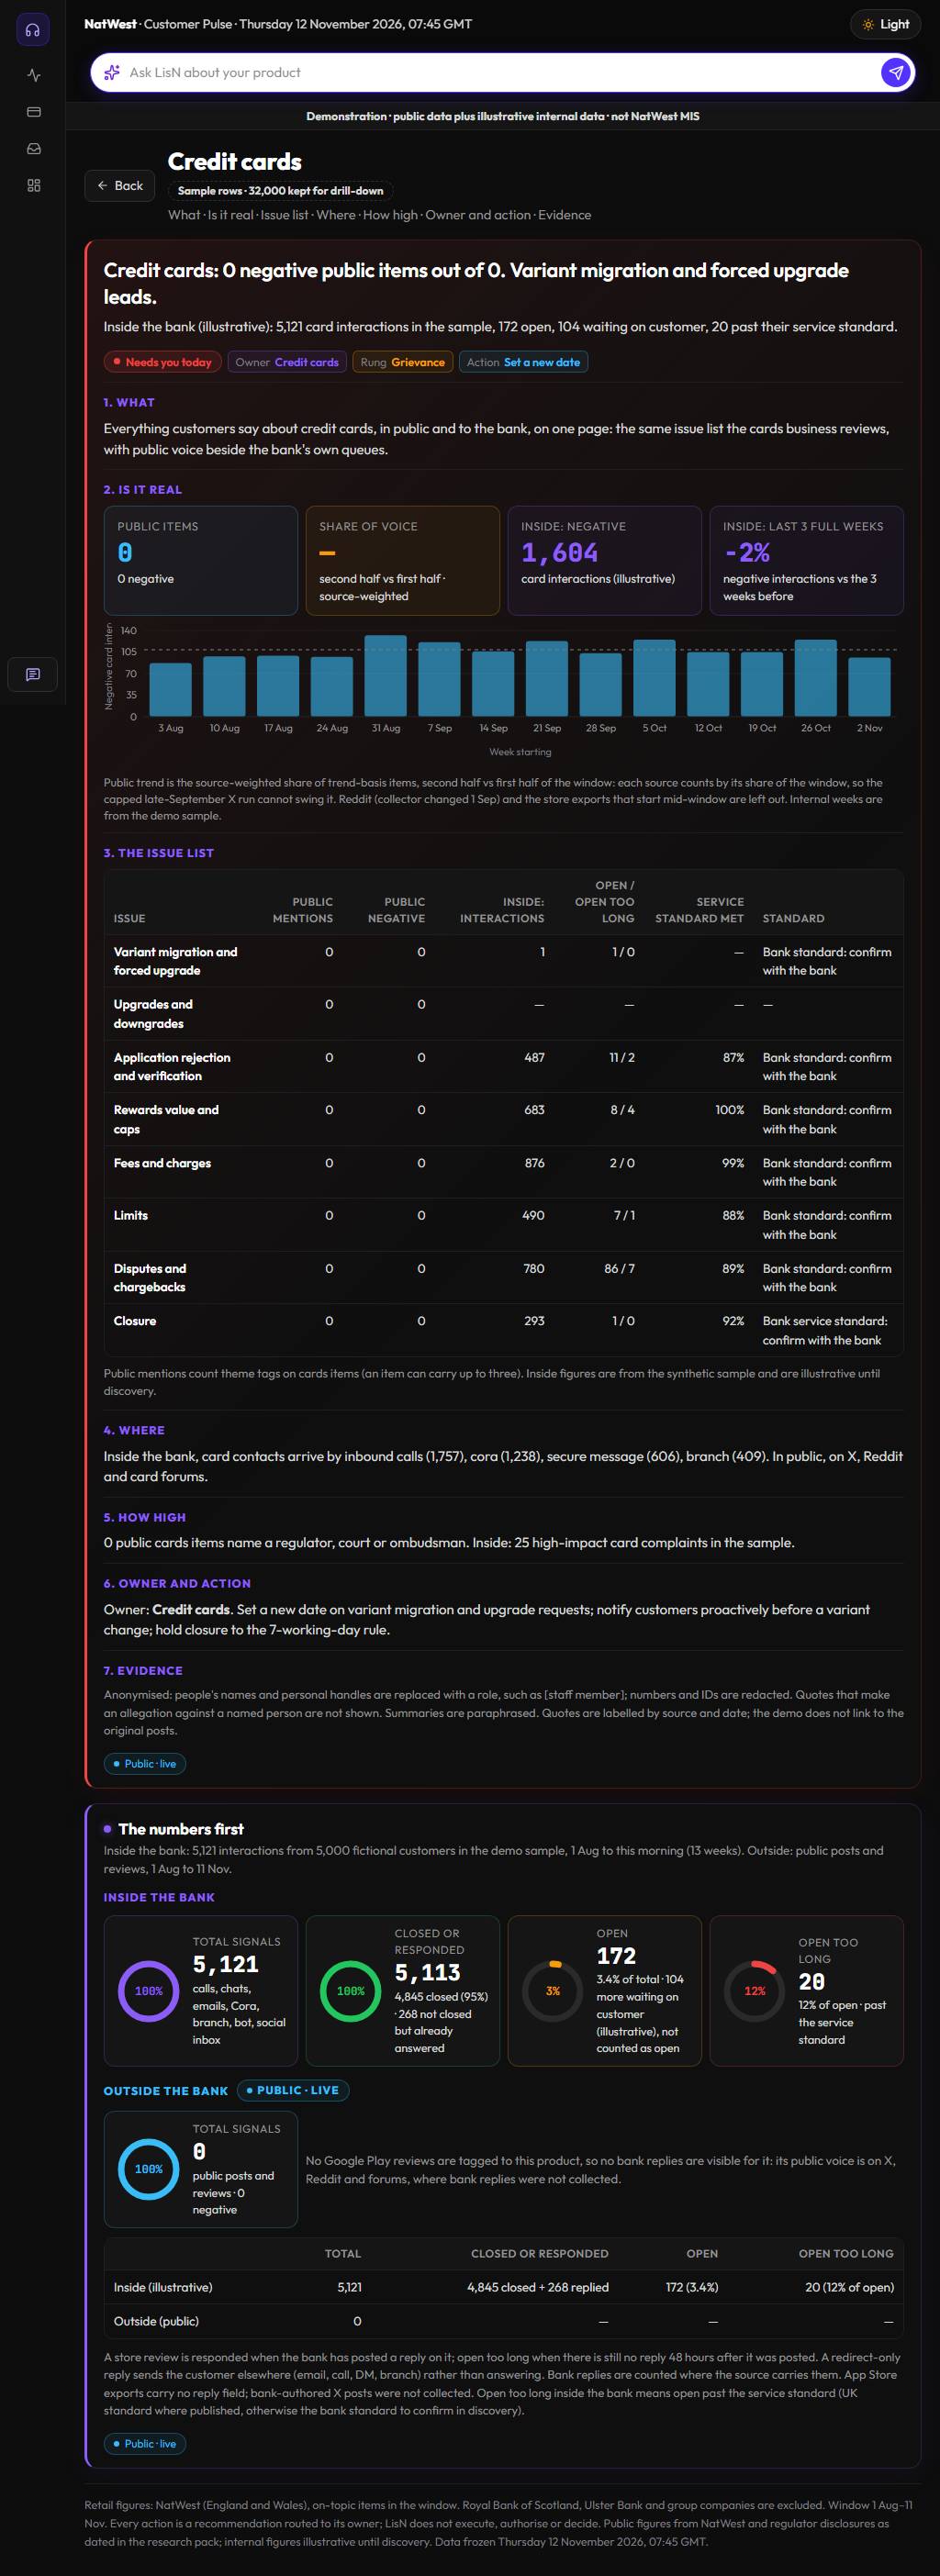 NatWest · Customer Pulse · Thursday 12 November 2026, 07:45 GMT
Light
Ask LisN about your product
Demonstration · public data plus illustrative internal data · not NatWest MIS
Back
Credit cards
Sample rows · 32,000 kept for drill-down
What · Is it real · Issue list · Where · How high · Owner and action · Evidence
Credit cards: 0 negative public items out of 0. Variant migration and forced upgrade
leads.
Inside the bank (illustrative): 5,121 card interactions in the sample, 172 open, 104 waiting on customer, 20 past their service standard.
Needs you today
Owner Credit cards
Rung Grievance
Action Set a new date
1. WHAT
Everything customers say about credit cards, in public and to the bank, on one page: the same issue list the cards business reviews,
with public voice beside the bank's own queues.
2. IS IT REAL
PUBLIC ITEMS
0
0 negative
SHARE OF VOICE
—
second half vs first half ·
source-weighted
INSIDE: NEGATIVE
1,604
card interactions (illustrative)
INSIDE: LAST 3 FULL WEEKS
-2%
negative interactions vs the 3
weeks before
Negative card inter
140
105
70
35
0
3 Aug 10 Aug 17 Aug 24 Aug 31 Aug 7 Sep 14 Sep 21 Sep 28 Sep 5 Oct 12 Oct 19 Oct 26 Oct 2 Nov
Week starting
Public trend is the source-weighted share of trend-basis items, second half vs first half of the window: each source counts by its share of the window, so the
capped late-September X run cannot swing it. Reddit (collector changed 1 Sep) and the store exports that start mid-window are left out. Internal weeks are
from the demo sample.
3. THE ISSUE LIST
ISSUE
PUBLIC
MENTIONS
PUBLIC
NEGATIVE
INSIDE:
INTERACTIONS
OPEN /
OPEN TOO
LONG
SERVICE
STANDARD MET
STANDARD
Variant migration and 0 0 1 1 / 0 — Bank standard: confirm
forced upgrade with the bank
Upgrades and 0 0 — — — —
downgrades
Application rejection 0 0 487 11 / 2 87% Bank standard: confirm
and verification with the bank
Rewards value and 0 0 683 8 / 4 100% Bank standard: confirm
caps with the bank
Fees and charges 0 0 876 2 / 0 99% Bank standard: confirm
with the bank
Limits 0 0 490 7 / 1 88% Bank standard: confirm
with the bank
Disputes and 0 0 780 86 / 7 89% Bank standard: confirm
chargebacks with the bank
Closure 0 0 293 1 / 0 92% Bank service standard:
confirm with the bank
Public mentions count theme tags on cards items (an item can carry up to three). Inside figures are from the synthetic sample and are illustrative until
discovery.
4. WHERE
Inside the bank, card contacts arrive by inbound calls (1,757), cora (1,238), secure message (606), branch (409). In public, on X, Reddit
and card forums.
5. HOW HIGH
0 public cards items name a regulator, court or ombudsman. Inside: 25 high-impact card complaints in the sample.
6. OWNER AND ACTION
Owner: Credit cards. Set a new date on variant migration and upgrade requests; notify customers proactively before a variant
change; hold closure to the 7-working-day rule.
7. EVIDENCE
Anonymised: people's names and personal handles are replaced with a role, such as [staff member]; numbers and IDs are redacted. Quotes that make
an allegation against a named person are not shown. Summaries are paraphrased. Quotes are labelled by source and date; the demo does not link to the
original posts.
Public · live
The numbers first
Inside the bank: 5,121 interactions from 5,000 fictional customers in the demo sample, 1 Aug to this morning (13 weeks). Outside: public posts and
reviews, 1 Aug to 11 Nov.
INSIDE THE BANK
100%
TOTAL SIGNALS
5,121
calls, chats,
emails, Cora,
branch, bot, social
inbox
100%
CLOSED OR
RESPONDED
5,113
4,845 closed (95%)
· 268 not closed
but already
answered
3%
OPEN
172
3.4% of total · 104
more waiting on
customer
(illustrative), not
counted as open
12%
OPEN TOO
LONG
20
12% of open · past
the service
standard
OUTSIDE THE BANK
PUBLIC · LIVE
100%
TOTAL SIGNALS
0
public posts and
reviews · 0
negative
No Google Play reviews are tagged to this product, so no bank replies are visible for it: its public voice is on X,
Reddit and forums, where bank replies were not collected.
TOTAL CLOSED OR RESPONDED OPEN OPEN TOO LONG
Inside (illustrative) 5,121 4,845 closed + 268 replied 172 (3.4%) 20 (12% of open)
Outside (public) 0 — — —
A store review is responded when the bank has posted a reply on it; open too long when there is still no reply 48 hours after it was posted. A redirect-only
reply sends the customer elsewhere (email, call, DM, branch) rather than answering. Bank replies are counted where the source carries them. App Store
exports carry no reply field; bank-authored X posts were not collected. Open too long inside the bank means open past the service standard (UK
standard where published, otherwise the bank standard to confirm in discovery).
Public · live
Retail figures: NatWest (England and Wales), on-topic items in the window. Royal Bank of Scotland, Ulster Bank and group companies are excluded. Window 1 Aug–11
Nov. Every action is a recommendation routed to its owner; LisN does not execute, authorise or decide. Public figures from NatWest and regulator disclosures as
dated in the research pack; internal figures illustrative until discovery. Data frozen Thursday 12 November 2026, 07:45 GMT.